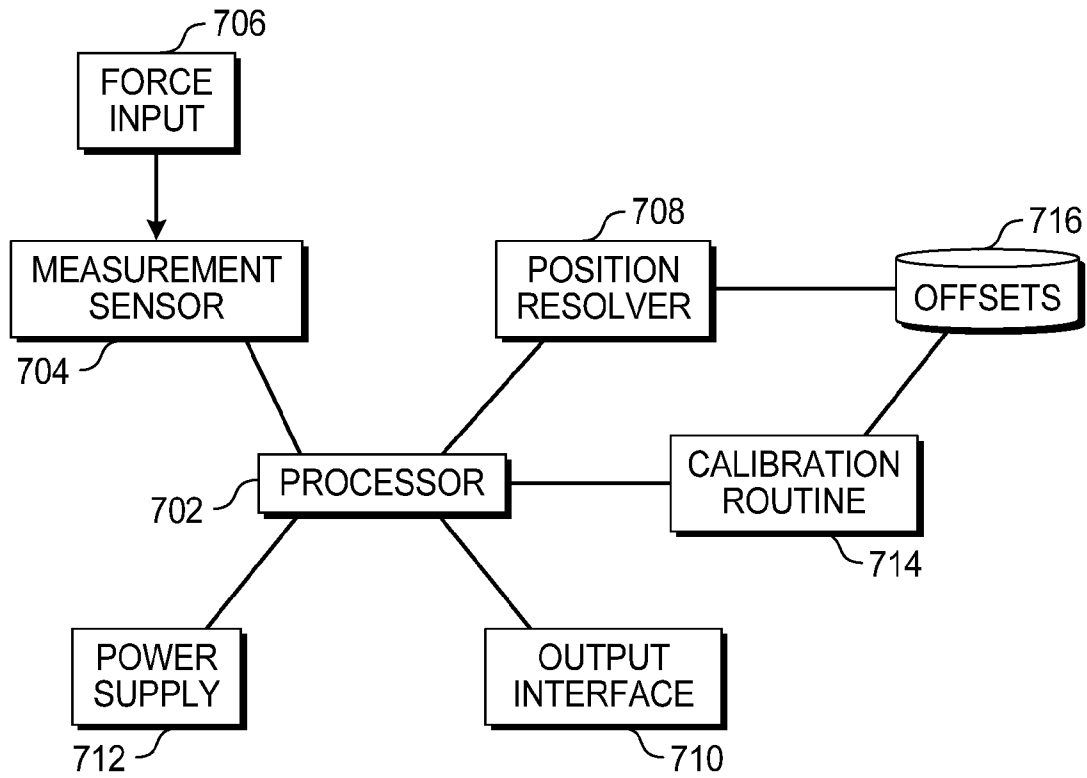 706
FORCE
INPUT
708
716
MEASUREMENT
SENSOR
POSITION
RESOLVER
OFFSETS
704
PROCESSOR
CALIBRATION
ROUTINE
702
714
POWER
SUPPLY
OUTPUT
INTERFACE
712
710